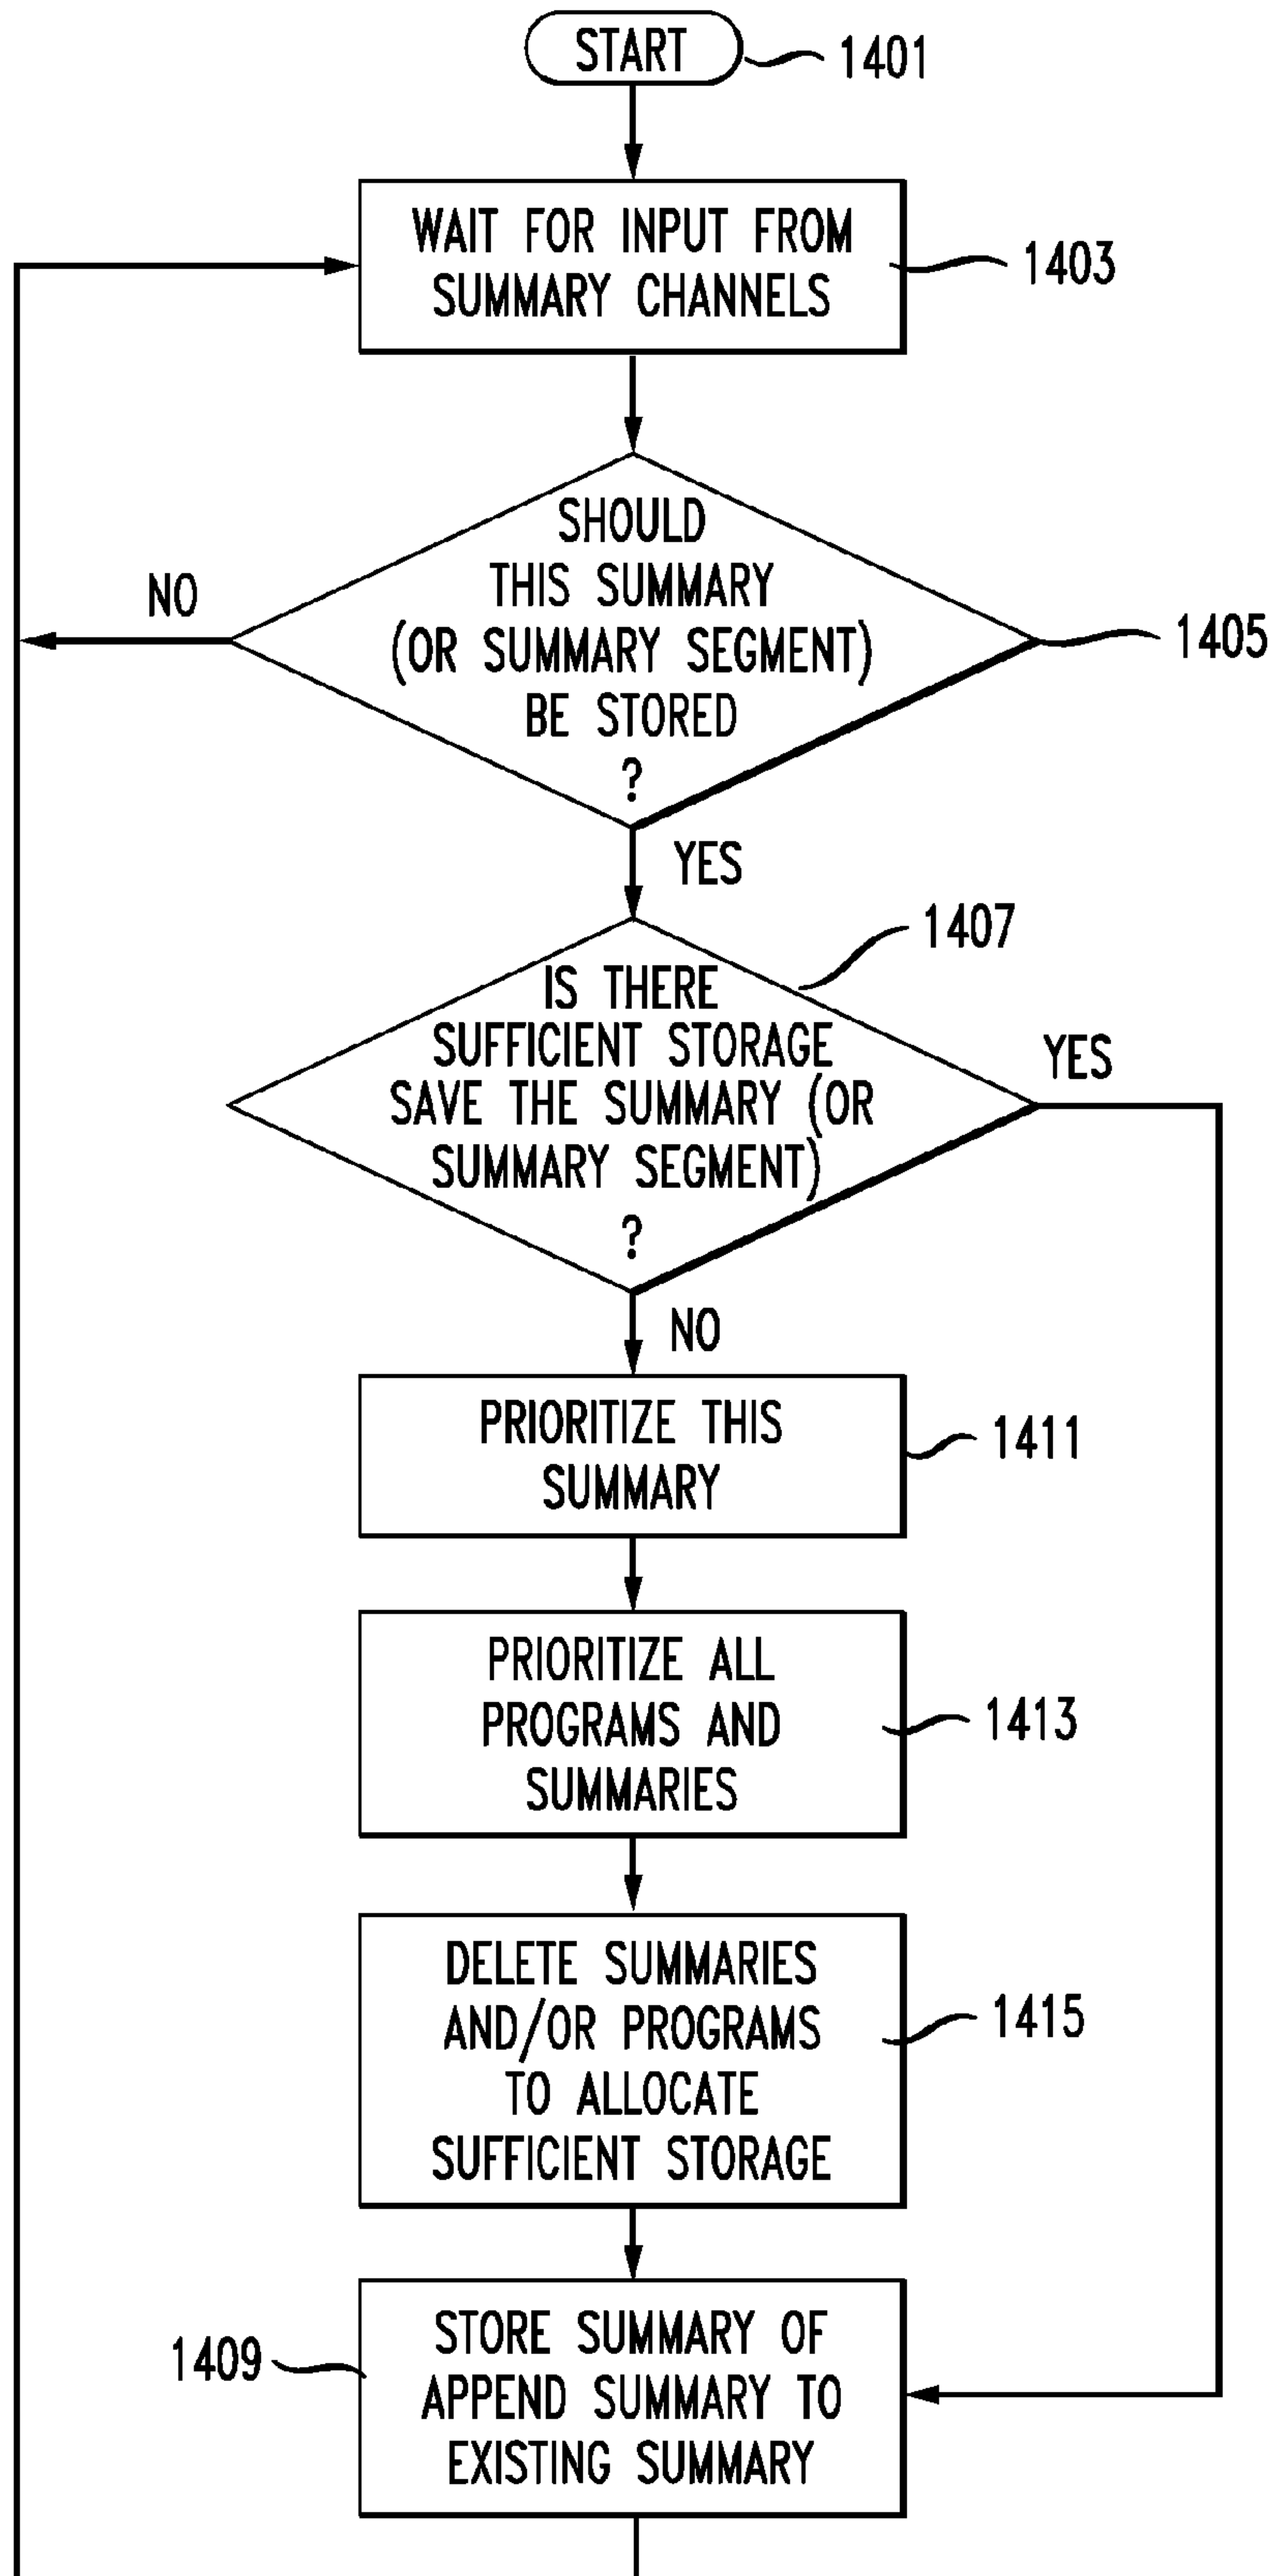 START
1401
WAIT FOR INPUT FROM
SUMMARY CHANNELS
1403
SHOULD
THIS SUMMARY
(OR SUMMARY SEGMENT)
BE STORED
?
NO
1405
YES
1407
IS THERE
SUFFICIENT STORAGE
SAVE THE SUMMARY (OR
SUMMARY SEGMENT)
?
YES
NO
PRIORITIZE THIS
SUMMARY
1411
PRIORITIZE ALL
PROGRAMS AND
SUMMARIES
1413
DELETE SUMMARIES
AND/OR PROGRAMS
TO ALLOCATE
SUFFICIENT STORAGE
1415
1409
STORE SUMMARY OF
APPEND SUMMARY TO
EXISTING SUMMARY